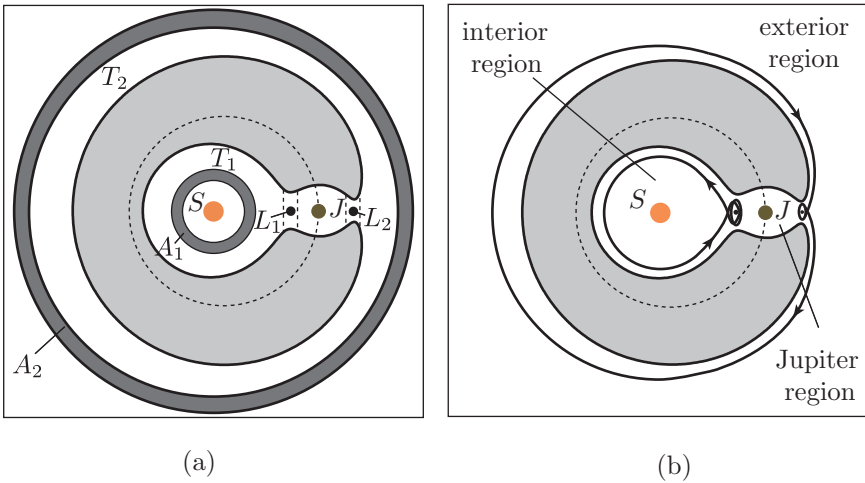 T₂
T₁
S
J
L₁
L₂
A₁
A₂
(a)
interior
region
exterior
region
S
J
Jupiter
region
(b)